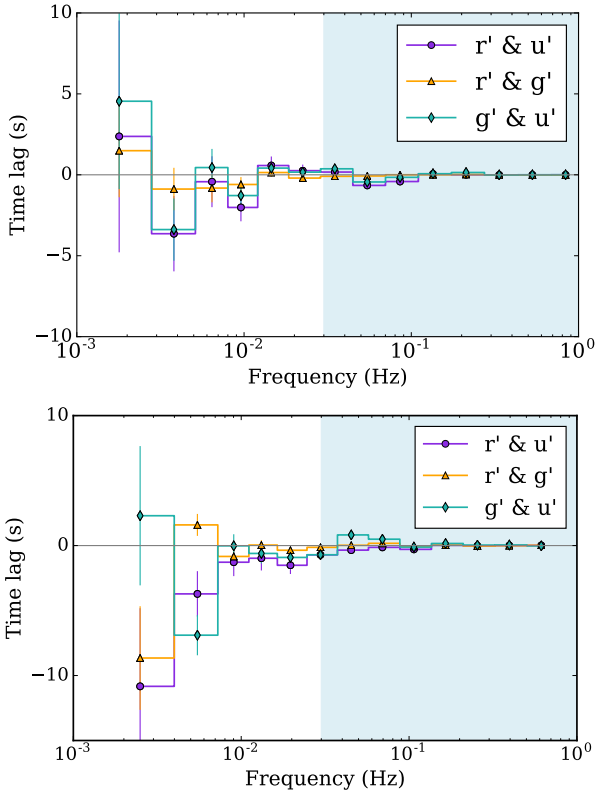 10
5
0
−5
−10
Time lag (s)
r' & u'
r' & g'
g' & u'
10⁻³
10⁻²
10⁻¹
10⁰
Frequency (Hz)
10
0
−10
Time lag (s)
r' & u'
r' & g'
g' & u'
10⁻³
10⁻²
10⁻¹
10⁰
Frequency (Hz)